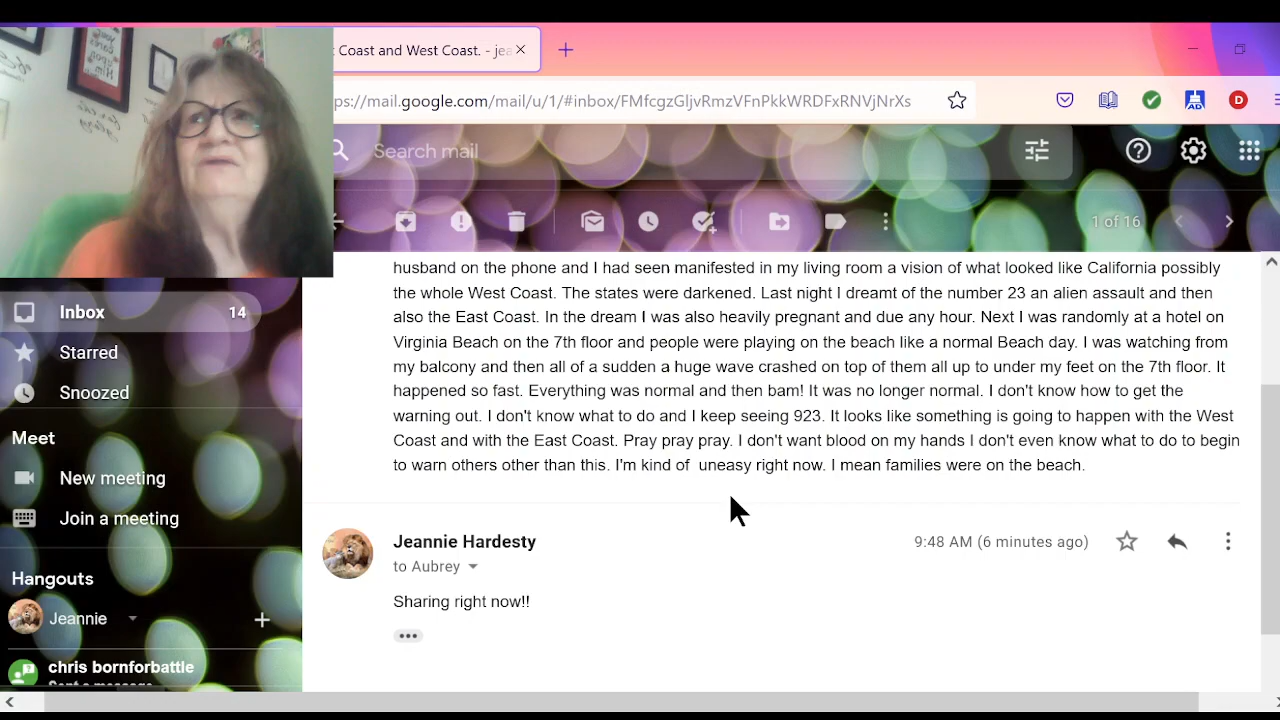 Coast and West Coast. - jea
ps://mail.google.com/mail/u/1/#inbox/FMfcgzGljvRmzVFnPkkWRDFxRNVjNrXs
AD
D
Search mail
1 of 16
husband on the phone and I had seen manifested in my living room a vision of what looked like California possibly
the whole West Coast. The states were darkened. Last night I dreamt of the number 23 an alien assault and then
also the East Coast. In the dream I was also heavily pregnant and due any hour. Next I was randomly at a hotel on
Virginia Beach on the 7th floor and people were playing on the beach like a normal Beach day. I was watching from
my balcony and then all of a sudden a huge wave crashed on top of them all up to under my feet on the 7th floor. It
happened so fast. Everything was normal and then bam! It was no longer normal. I don't know how to get the
warning out. I don't know what to do and I keep seeing 923. It looks like something is going to happen with the West
Coast and with the East Coast. Pray pray pray. I don't want blood on my hands I don't even know what to do to begin
to warn others other than this. I'm kind of  uneasy right now. I mean families were on the beach.
Jeannie Hardesty
9:48 AM (6 minutes ago)
to Aubrey
Sharing right now!!
Inbox
14
Starred
Snoozed
Meet
New meeting
Join a meeting
Hangouts
Jeannie
chris bornforbattle
Sent a message